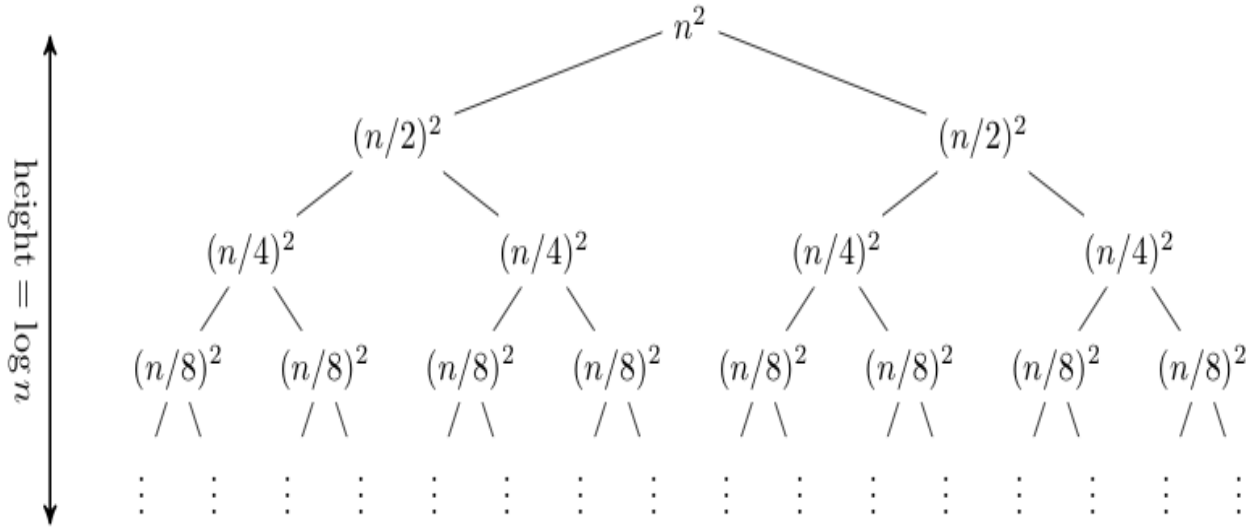 n²
(n/2)² (n/2)²
(n/4)² (n/4)² (n/4)² (n/4)²
(n/8)² (n/8)² (n/8)² (n/8)² (n/8)² (n/8)² (n/8)² (n/8)²
⋮ ⋮ ⋮ ⋮ ⋮ ⋮ ⋮ ⋮ ⋮ ⋮ ⋮ ⋮ ⋮ ⋮ ⋮ ⋮
height = log n